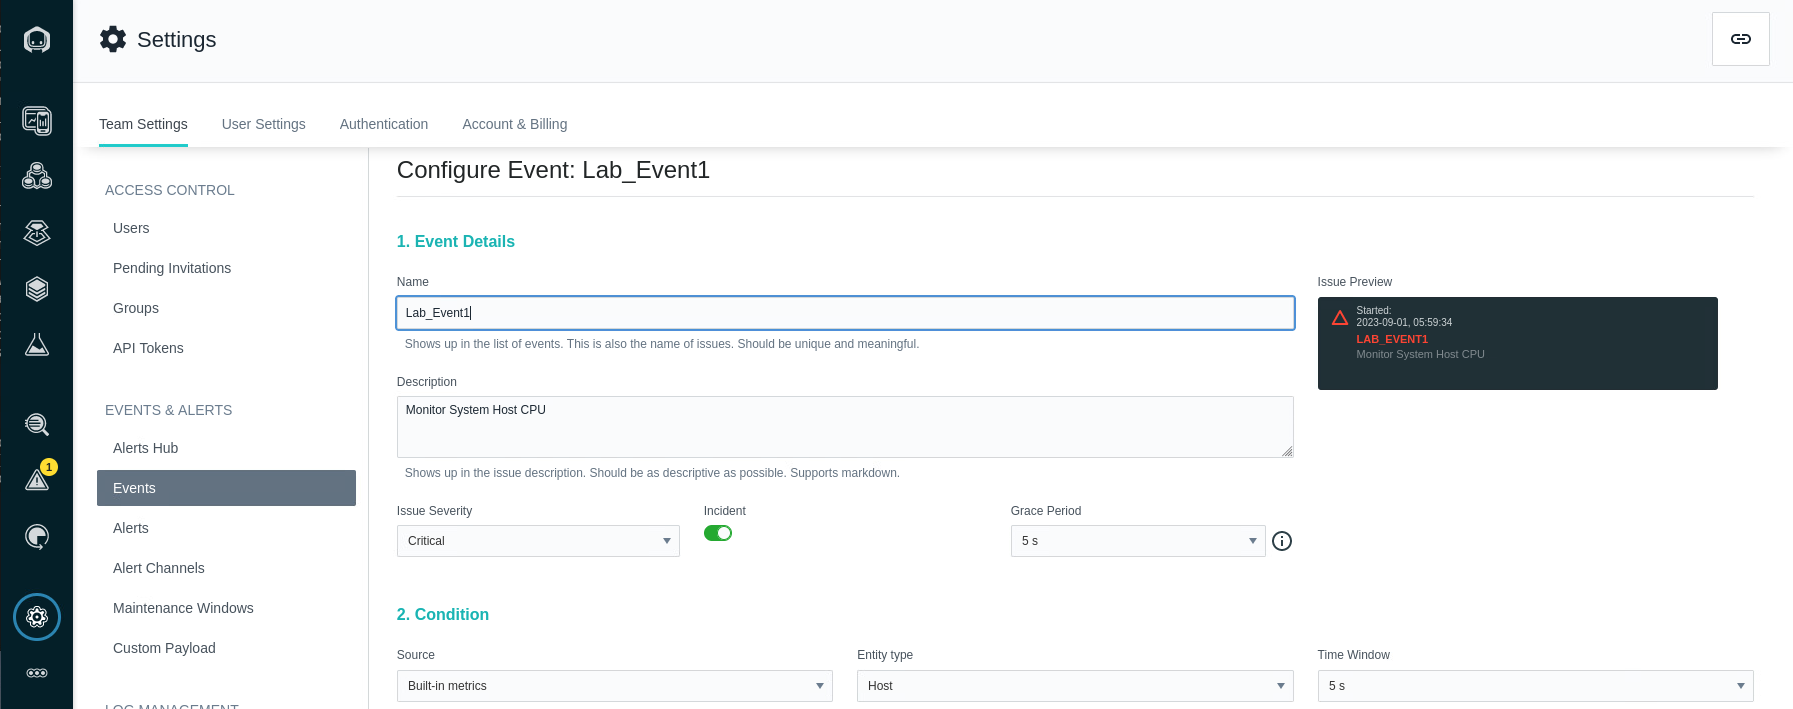 Settings
Team Settings
User Settings
Authentication
Account & Billing
ACCESS CONTROL
Users
Pending Invitations
Groups
API Tokens
EVENTS & ALERTS
Alerts Hub
Events
Alerts
Alert Channels
Maintenance Windows
Custom Payload
LOG MANAGEMENT
1
Configure Event: Lab_Event1
1. Event Details
Name
Lab_Event1
Shows up in the list of events. This is also the name of issues. Should be unique and meaningful.
Issue Preview
Started:
2023-09-01, 05:59:34
LAB_EVENT1
Monitor System Host CPU
Description
Monitor System Host CPU
Shows up in the issue description. Should be as descriptive as possible. Supports markdown.
Issue Severity
Critical
Incident
Grace Period
5 s
2. Condition
Source
Built-in metrics
Entity type
Host
Time Window
5 s